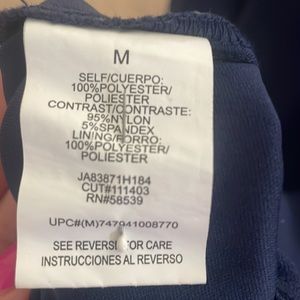 M
SELF/CUERPO:
100%POLYESTER/
POLIESTER
CONTRAST/CONTRASTE:
95%NYLON
5%SPANDEX
LINING/FORRO:
100%POLYESTER/
POLIESTER
JA83871H184
CUT#111403
RN#58539
UPC#(M)747941008770
SEE REVERSE FOR CARE
INSTRUCCIONES AL REVERSO